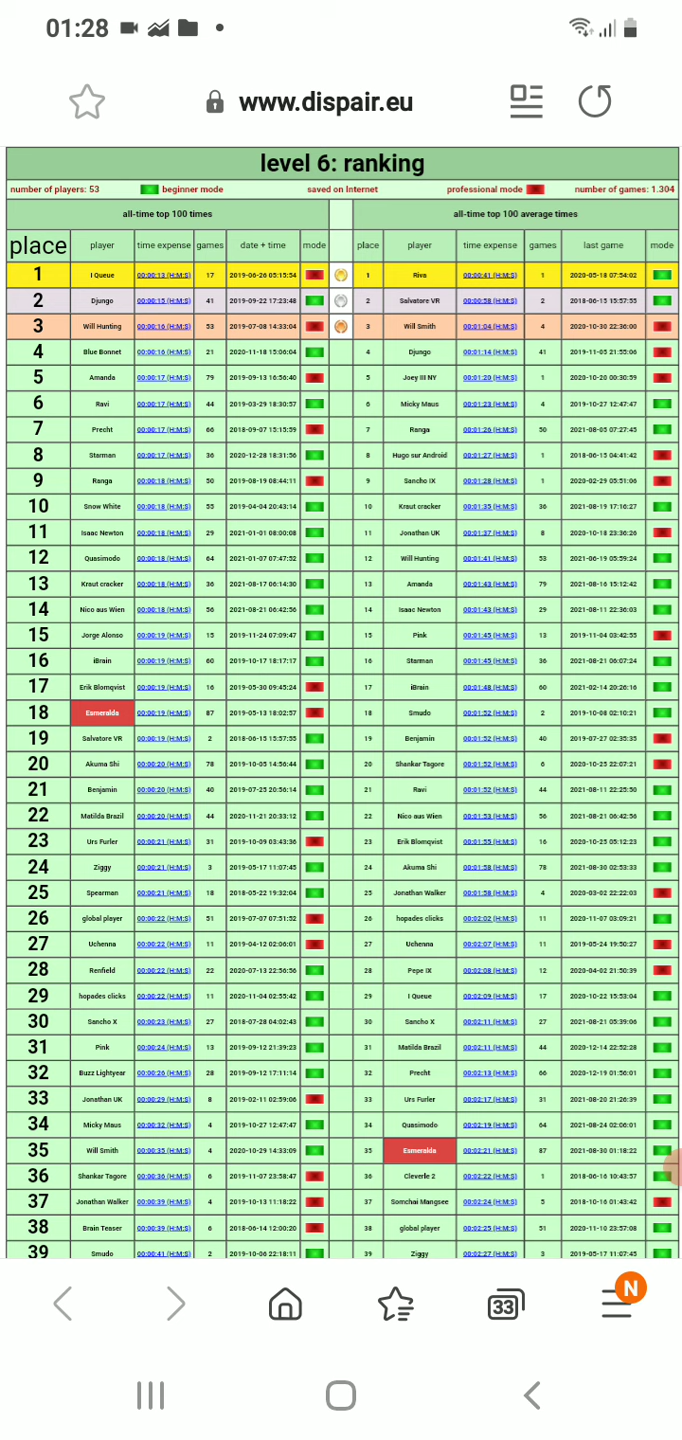 01:28
www.dispair.eu
level 6: ranking
number of players: 53 beginner mode saved on Internet professional mode number of games: 1.304
all-time top 100 times all-time top 100 average times
place player time expense games date + time mode place player time expense games last game mode
1 I Queue 00:00:13 (H:M:S) 17 2019-06-26 05:15:54 1 Riva 00:00:41 (H:M:S) 1 2020-05-18 07:54:02
2 Djungo 00:00:15 (H:M:S) 41 2019-09-22 17:23:48 2 Salvatore VR 00:00:58 (H:M:S) 2 2018-06-15 15:57:55
3 Will Hunting 00:00:16 (H:M:S) 53 2019-07-08 14:33:04 3 Will Smith 00:01:04 (H:M:S) 4 2020-10-30 22:36:00
4 Blue Bonnet 00:00:16 (H:M:S) 21 2020-11-18 15:06:04 4 Djungo 00:01:14 (H:M:S) 41 2019-11-05 21:55:06
5 Amanda 00:00:17 (H:M:S) 79 2019-09-13 16:56:40 5 Joey III NY 00:01:20 (H:M:S) 1 2020-10-20 00:30:59
6 Ravi 00:00:17 (H:M:S) 44 2019-03-29 18:30:57 6 Micky Maus 00:01:23 (H:M:S) 4 2019-10-27 12:47:47
7 Precht 00:00:17 (H:M:S) 66 2018-09-07 15:15:59 7 Ranga 00:01:26 (H:M:S) 50 2021-08-05 07:27:45
8 Starman 00:00:17 (H:M:S) 36 2020-12-28 18:31:56 8 Hugo sur Android 00:01:27 (H:M:S) 1 2018-06-15 04:41:42
9 Ranga 00:00:18 (H:M:S) 50 2019-08-19 08:44:11 9 Sancho IX 00:01:28 (H:M:S) 1 2020-02-29 05:51:06
10 Snow White 00:00:18 (H:M:S) 55 2019-04-04 20:43:14 10 Kraut cracker 00:01:35 (H:M:S) 36 2021-08-19 17:16:27
11 Isaac Newton 00:00:18 (H:M:S) 29 2021-01-01 08:00:08 11 Jonathan UK 00:01:37 (H:M:S) 8 2020-10-18 23:36:26
12 Quasimodo 00:00:18 (H:M:S) 64 2021-01-07 07:47:52 12 Will Hunting 00:01:41 (H:M:S) 53 2021-06-19 05:59:24
13 Kraut cracker 00:00:18 (H:M:S) 36 2021-08-17 06:14:30 13 Amanda 00:01:43 (H:M:S) 79 2021-08-16 15:12:42
14 Nico aus Wien 00:00:18 (H:M:S) 56 2021-08-21 06:42:56 14 Isaac Newton 00:01:43 (H:M:S) 29 2021-08-11 22:36:03
15 Jorge Alonso 00:00:19 (H:M:S) 15 2019-11-24 07:09:47 15 Pink 00:01:45 (H:M:S) 13 2019-11-04 03:42:55
16 iBrain 00:00:19 (H:M:S) 60 2019-10-17 18:17:17 16 Starman 00:01:45 (H:M:S) 36 2021-08-21 06:07:24
17 Erik Blomqvist 00:00:19 (H:M:S) 16 2019-05-30 09:45:24 17 iBrain 00:01:48 (H:M:S) 60 2021-02-14 20:26:16
18 Esmeralda 00:00:19 (H:M:S) 87 2019-05-13 18:02:57 18 Smudo 00:01:52 (H:M:S) 2 2019-10-08 02:10:21
19 Salvatore VR 00:00:19 (H:M:S) 2 2018-06-15 15:57:55 19 Benjamin 00:01:52 (H:M:S) 40 2019-07-27 02:35:35
20 Akuma Shi 00:00:20 (H:M:S) 78 2019-10-05 14:56:44 20 Shankar Tagore 00:01:52 (H:M:S) 6 2020-10-25 22:07:21
21 Benjamin 00:00:20 (H:M:S) 40 2019-07-25 20:56:14 21 Ravi 00:01:52 (H:M:S) 44 2021-08-11 22:25:50
22 Matilda Brazil 00:00:20 (H:M:S) 44 2020-11-21 20:33:12 22 Nico aus Wien 00:01:53 (H:M:S) 56 2021-08-21 06:42:56
23 Urs Furler 00:00:21 (H:M:S) 31 2019-10-09 03:43:36 23 Erik Blomqvist 00:01:55 (H:M:S) 16 2020-10-25 05:12:23
24 Ziggy 00:00:21 (H:M:S) 3 2019-05-17 11:07:45 24 Akuma Shi 00:01:58 (H:M:S) 78 2021-08-30 02:53:33
25 Spearman 00:00:21 (H:M:S) 18 2018-05-22 19:32:04 25 Jonathan Walker 00:01:58 (H:M:S) 4 2020-03-02 22:22:03
26 global player 00:00:22 (H:M:S) 51 2019-07-07 07:51:52 26 hopades clicks 00:02:02 (H:M:S) 11 2020-11-07 03:09:21
27 Uchenna 00:00:22 (H:M:S) 11 2019-04-12 02:06:01 27 Uchenna 00:02:07 (H:M:S) 11 2019-05-24 19:50:27
28 Renfield 00:00:22 (H:M:S) 22 2020-07-13 22:56:56 28 Pepe IX 00:02:08 (H:M:S) 12 2020-04-02 21:50:39
29 hopades clicks 00:00:22 (H:M:S) 11 2020-11-04 02:55:42 29 I Queue 00:02:09 (H:M:S) 17 2020-10-22 15:53:04
30 Sancho X 00:00:23 (H:M:S) 27 2018-07-28 04:02:43 30 Sancho X 00:02:11 (H:M:S) 27 2021-08-21 05:39:06
31 Pink 00:00:24 (H:M:S) 13 2019-09-12 21:39:23 31 Matilda Brazil 00:02:11 (H:M:S) 44 2020-12-14 22:52:28
32 Buzz Lightyear 00:00:26 (H:M:S) 28 2019-09-12 17:11:14 32 Precht 00:02:13 (H:M:S) 66 2020-12-19 01:56:01
33 Jonathan UK 00:00:29 (H:M:S) 8 2019-02-11 02:59:06 33 Urs Furler 00:02:17 (H:M:S) 31 2021-08-20 21:26:39
34 Micky Maus 00:00:32 (H:M:S) 4 2019-10-27 12:47:47 34 Quasimodo 00:02:19 (H:M:S) 64 2021-08-24 02:06:01
35 Will Smith 00:00:35 (H:M:S) 4 2020-10-29 14:33:09 35 Esmeralda 00:02:21 (H:M:S) 87 2021-08-30 01:18:22
36 Shankar Tagore 00:00:36 (H:M:S) 6 2019-11-07 23:58:47 36 Cleverle 2 00:02:22 (H:M:S) 1 2018-06-16 10:43:57
37 Jonathan Walker 00:00:39 (H:M:S) 4 2019-10-13 11:18:22 37 Somchai Mangsee 00:02:24 (H:M:S) 5 2018-10-16 01:43:42
38 Brain Teaser 00:00:39 (H:M:S) 6 2018-06-14 12:00:20 38 global player 00:02:25 (H:M:S) 51 2020-11-10 23:57:08
39 Smudo 00:00:41 (H:M:S) 2 2019-10-06 22:18:11 39 Ziggy 00:02:27 (H:M:S) 3 2019-05-17 11:07:45
33
N